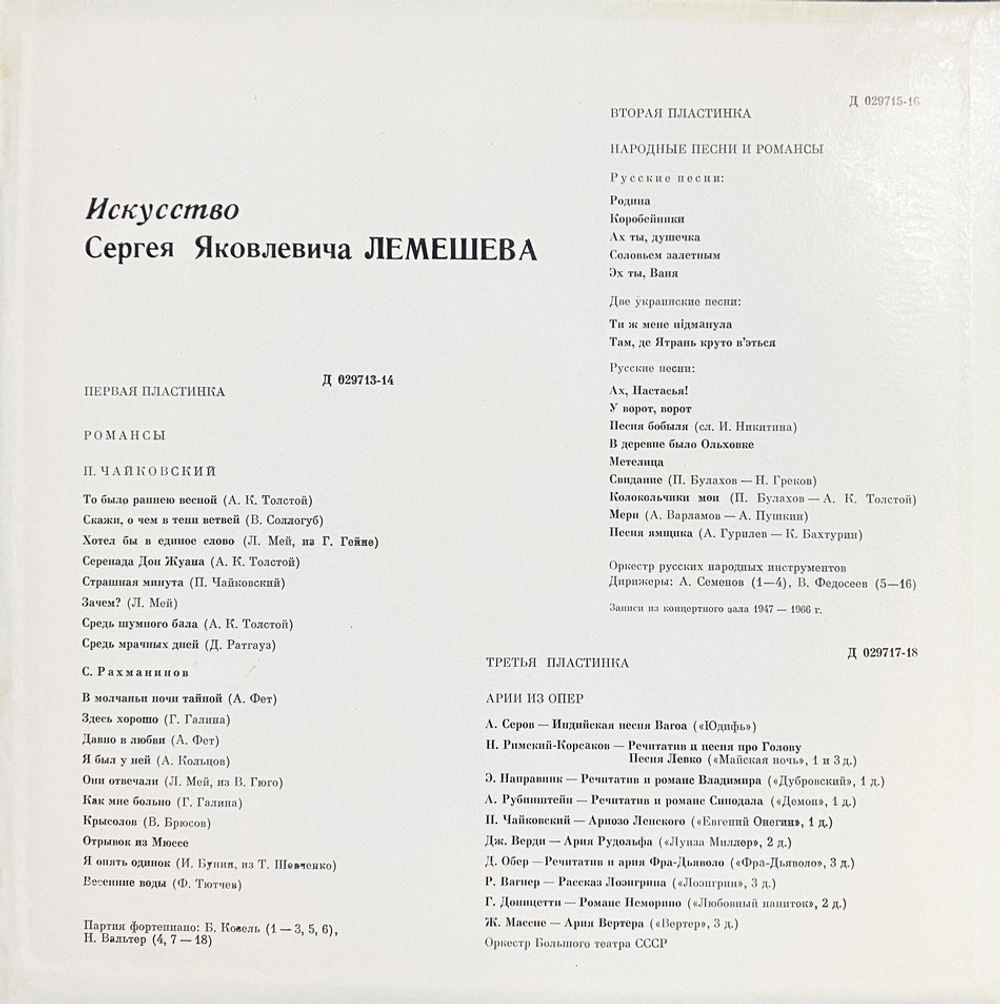 Искусство
Сергея Яковлевича ЛЕМЕШЕВА
Д 029713-14
ПЕРВАЯ ПЛАСТИНКА
РОМАНСЫ
П. ЧАЙКОВСКИЙ
То было раннею весной (А. К. Толстой)
Скажи, о чем в тени ветвей (В. Соллогуб)
Хотел бы в единое слово (Л. Мей, из Г. Гейне)
Серенада Дон Жуана (А. К. Толстой)
Страшная минута (П. Чайковский)
Зачем? (Л. Мей)
Средь шумного бала (А. К. Толстой)
Средь мрачных дней (Д. Ратгауз)
С. Рахманинов
В молчаньи ночи тайной (А. Фет)
Здесь хорошо (Г. Галина)
Давно в любви (А. Фет)
Я был у ней (А. Кольцов)
Они отвечали (Л. Мей, из В. Гюго)
Как мне больно (Г. Галина)
Крысолов (В. Брюсов)
Отрывок из Мюссе
Я опять одинок (И. Бунин, из Т. Шевченко)
Весенние воды (Ф. Тютчев)
Партия фортепиано: Б. Ковель (1 — 3, 5, 6),
Н. Вальтер (4, 7 — 18)
Д 029715-16
ВТОРАЯ ПЛАСТИНКА
НАРОДНЫЕ ПЕСНИ И РОМАНСЫ
Русские песни:
Родина
Коробейники
Ах ты, душечка
Соловьем залетным
Эх ты, Ваня
Две украинские песни:
Ти ж мене підманула
Там, де Ятрань круто в'эться
Русские песни:
Ах, Настасья!
У ворот, ворот
Песня бобыля (сл. И. Никитина)
В деревне было Ольховке
Метелица
Свидание (П. Булахов — Н. Греков)
Колокольчики мои (П. Булахов — А. К. Толстой)
Мери (А. Варламов — А. Пушкин)
Песня ямщика (А. Гурилев — К. Бахтурин)
Оркестр русских народных инструментов
Дирижеры: А. Семенов (1—4), В. Федосеев (5—16)
Записи из концертного зала 1947 — 1966 г.
Д 029717-18
ТРЕТЬЯ ПЛАСТИНКА
АРИИ ИЗ ОПЕР
А. Серов — Индийская песня Вагоа («Юдифь»)
Н. Римский-Корсаков — Речитатив и песня про Голову
Песня Левко («Майская ночь», 1 и 3 д.)
Э. Направник — Речитатив и романс Владимира («Дубровский», 1 д.)
А. Рубинштейн — Речитатив и романс Синодала («Демон», 1 д.)
П. Чайковский — Ариозо Ленского («Евгений Онегин», 1 д.)
Дж. Верди — Ария Рудольфа («Луиза Миллер», 2 д.)
Д. Обер — Речитатив и ария Фра-Дьяволо («Фра-Дьяволо», 3 д.)
Р. Вагнер — Рассказ Лоэнгрина («Лоэнгрин», 3 д.)
Г. Доницетти — Романс Неморино («Любовный напиток», 2 д.)
Ж. Массне — Ария Вертера («Вертер», 3 д.)
Оркестр Большого театра СССР